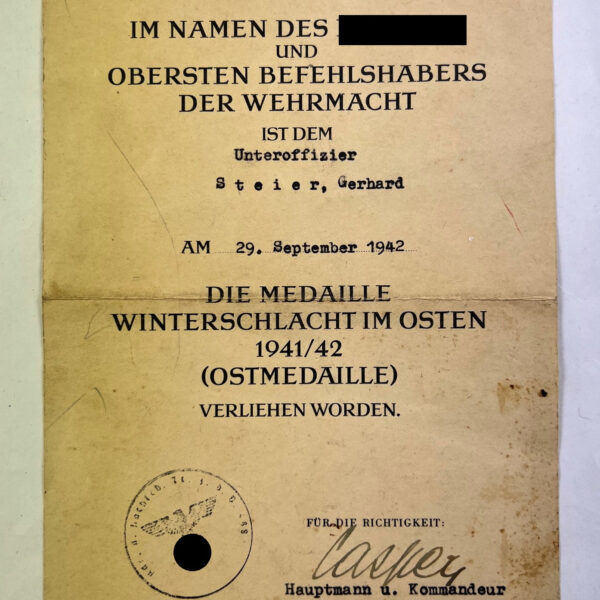 IM NAMEN DES
UND
OBERSTEN BEFEHLSHABERS
DER WEHRMACHT
IST DEM
Unteroffizier
S t e i e r, Gerhard
AM 29. September 1942
DIE MEDAILLE
WINTERSCHLACHT IM OSTEN
1941/42
(OSTMEDAILLE)
VERLIEHEN WORDEN.
FÜR DIE RICHTIGKEIT:
Casper
Hauptmann u. Kommandeur